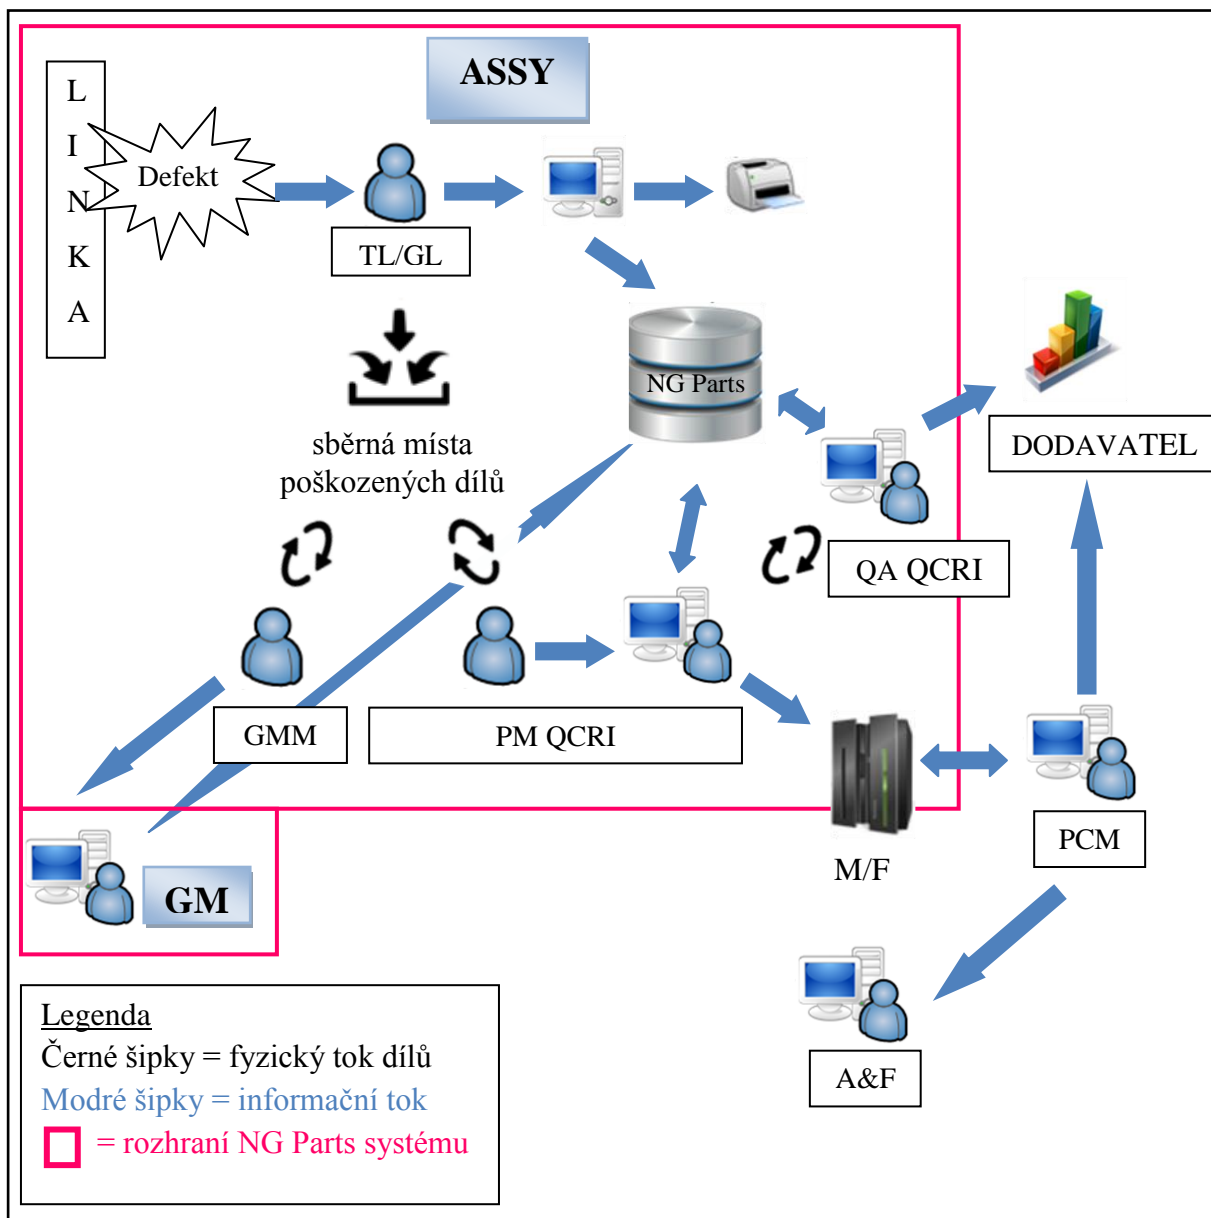 ASSY
L
I
N
K
A
Defekt
TL/GL
NG Parts
sběrná místa
poškozených dílů
DODAVATEL
QA QCRI
GMM
PM QCRI
M/F
PCM
GM
A&F
Legenda
Černé šipky = fyzický tok dílů
Modré šipky = informační tok
= rozhraní NG Parts systému